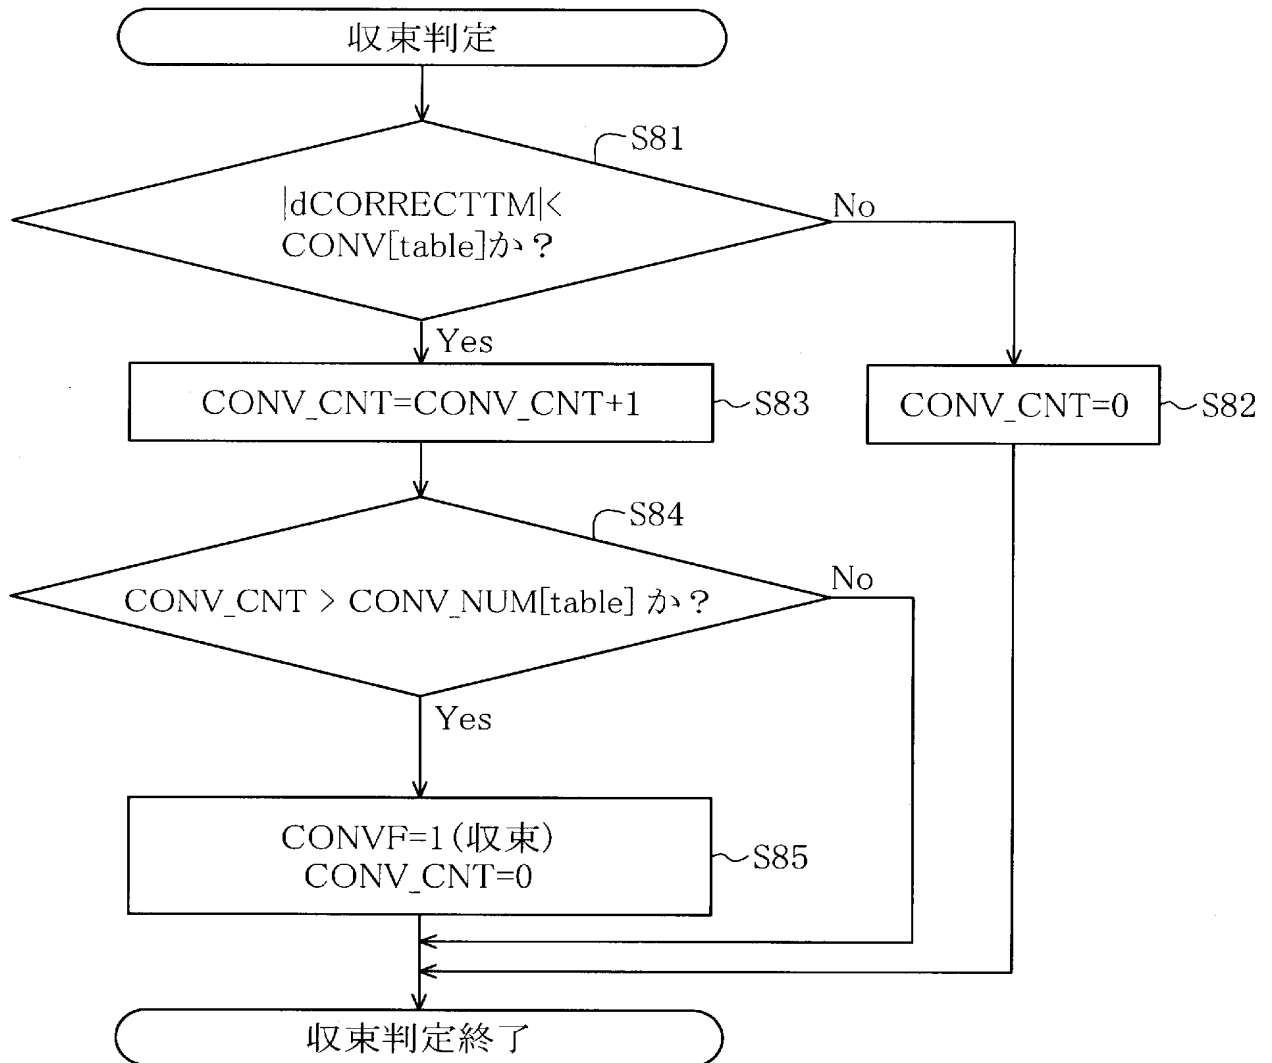 収束判定
S81
|dCORRECTTM|<
CONV[table]か？
No
Yes
CONV_CNT=CONV_CNT+1
S83
CONV_CNT=0
S82
S84
CONV_CNT > CONV_NUM[table] か？
No
Yes
CONVF=1(収束)
CONV_CNT=0
S85
収束判定終了